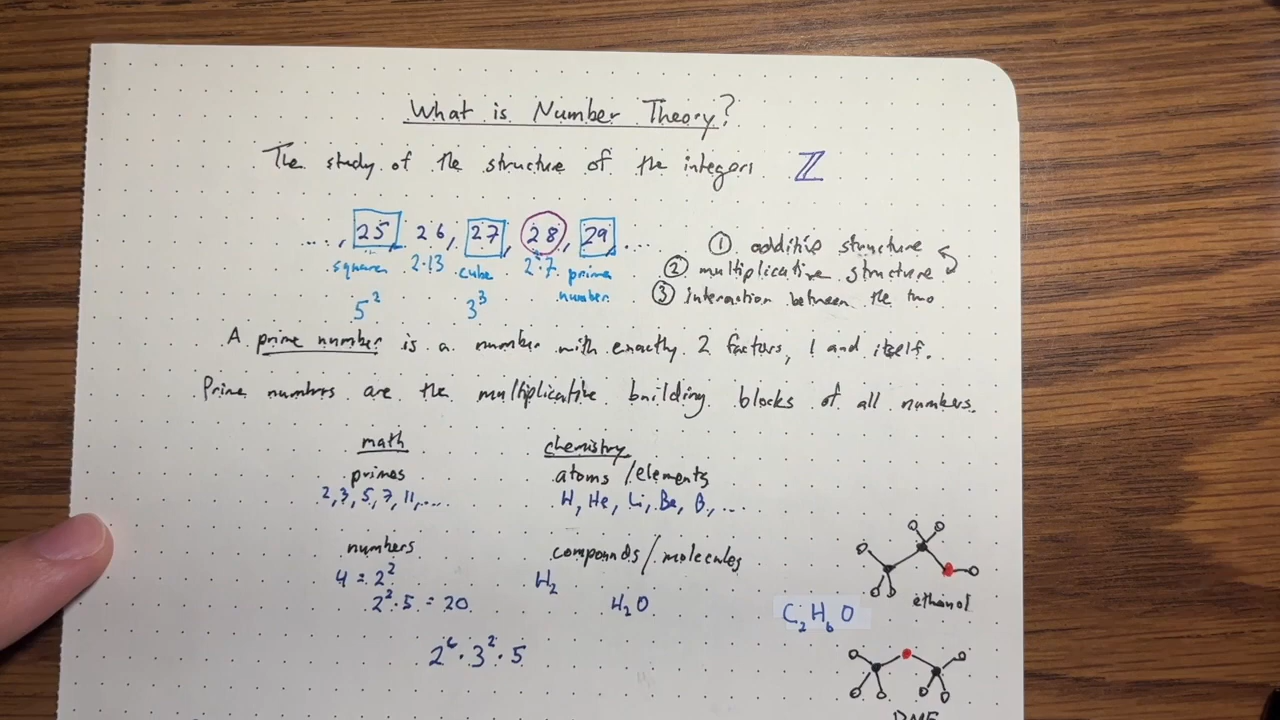 What is Number Theory?
The study of the structure of the integers ℤ
..., 25, 26, 27, 28, 29, ...
square 2·13 cube 2²·7 prime number
5² 3³
① additive structure
② multiplicative structure
③ interaction between the two
A prime number is a number with exactly 2 factors, 1 and itself.
Prime numbers are the multiplicative building blocks of all numbers.
math chemistry
primes atoms/elements
2, 3, 5, 7, 11, ... H, He, Li, Be, B, ...
numbers compounds/molecules
4 = 2² H₂
2²·5 = 20 H₂O
2⁶·3²·5
ethanol
C₂H₆O
DME